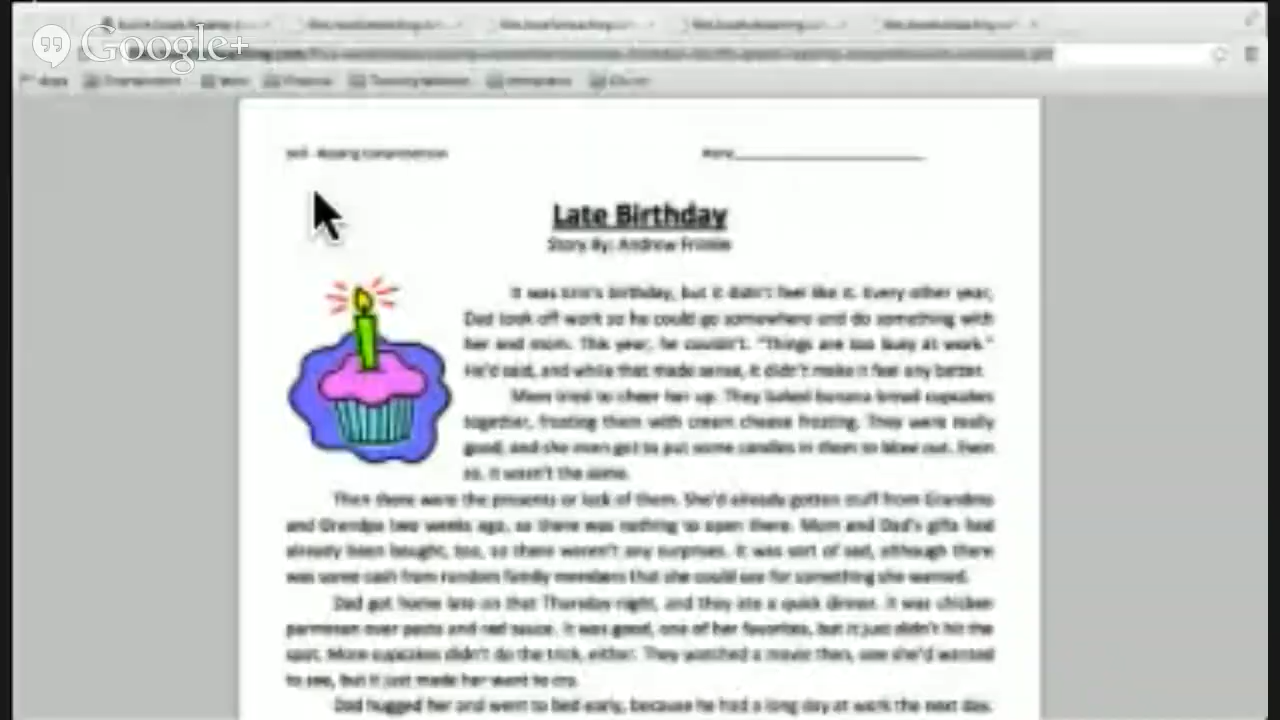 Google+
Late Birthday
Story By: Andrew Frinkle
It was birthday, but it didn't feel like it. Every other year,
Dad took off work so he could go somewhere and do something with
her and mom. This year, he couldn't. "Things are too busy at work."
He'd said, and while that made sense, it didn't make it feel any better.
Mom tried to cheer her up. They baked banana bread cupcakes
together, frosting them with cream cheese frosting. They were really
good, and she even got to put some candles in them to blow out. Even
so, it wasn't the same.
Then there were the presents or lack of them. She'd already gotten stuff from Grandma
and Grandpa two weeks ago, so there was nothing to open there. Mom and Dad's gifts had
already been bought, too, so there weren't any surprises. It was sort of sad, although there
was some cash from random family members that she could use for something she wanted.
Dad got home late on that Thursday night, and they ate a quick dinner. It was chicken
parmesan over pasta and red sauce. It was good, one of her favorites, but it just didn't hit the
spot. More cupcakes didn't do the trick, either. They watched a movie then, one she'd wanted
to see, but it just made her want to cry.
Dad hugged her and went to bed early, because he had a long day at work the next day.